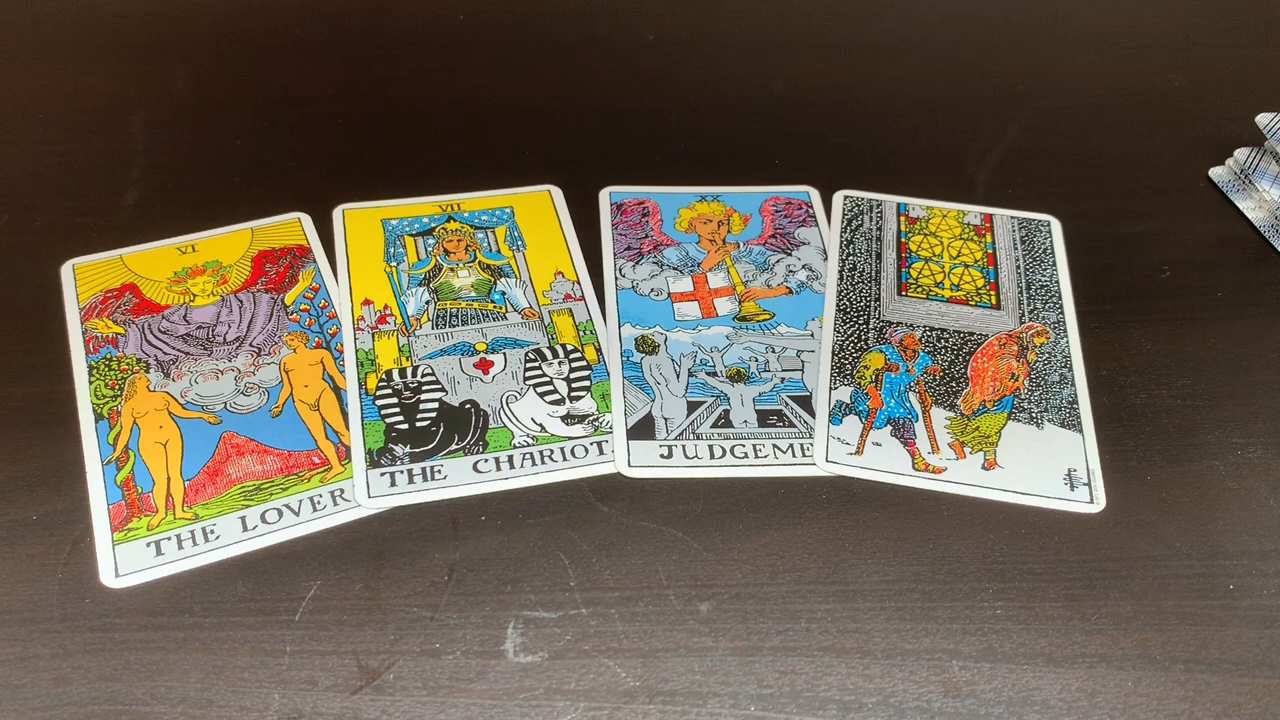 VI
THE LOVER
VII
THE CHARIOT.
XX
JUDGEME